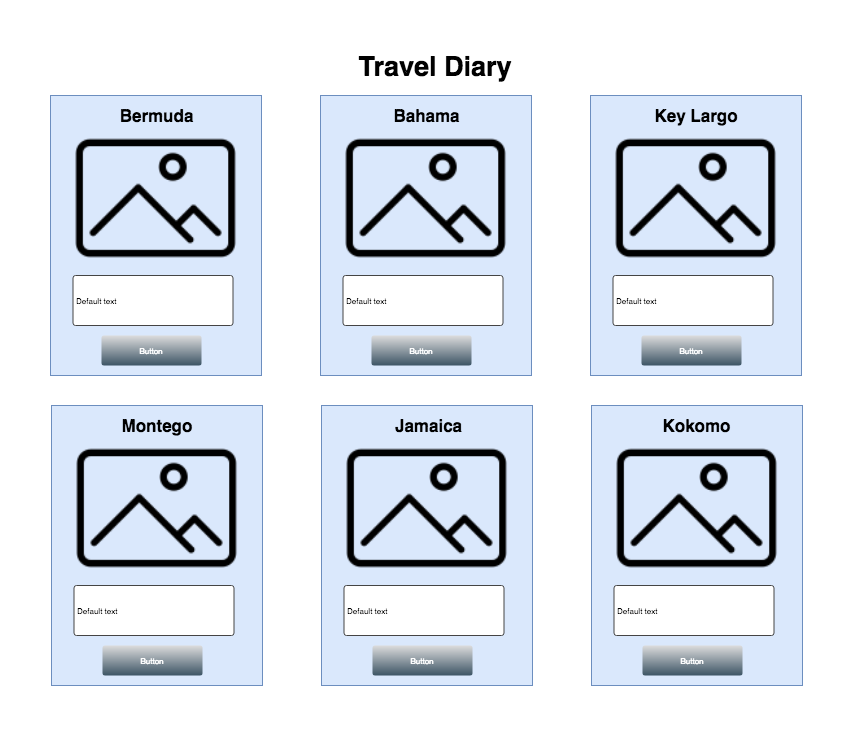 Travel Diary
Bermuda
Bahama
Key Largo
Default text
Default text
Default text
Button
Button
Button
Montego
Jamaica
Kokomo
Default text
Default text
Default text
Button
Button
Button